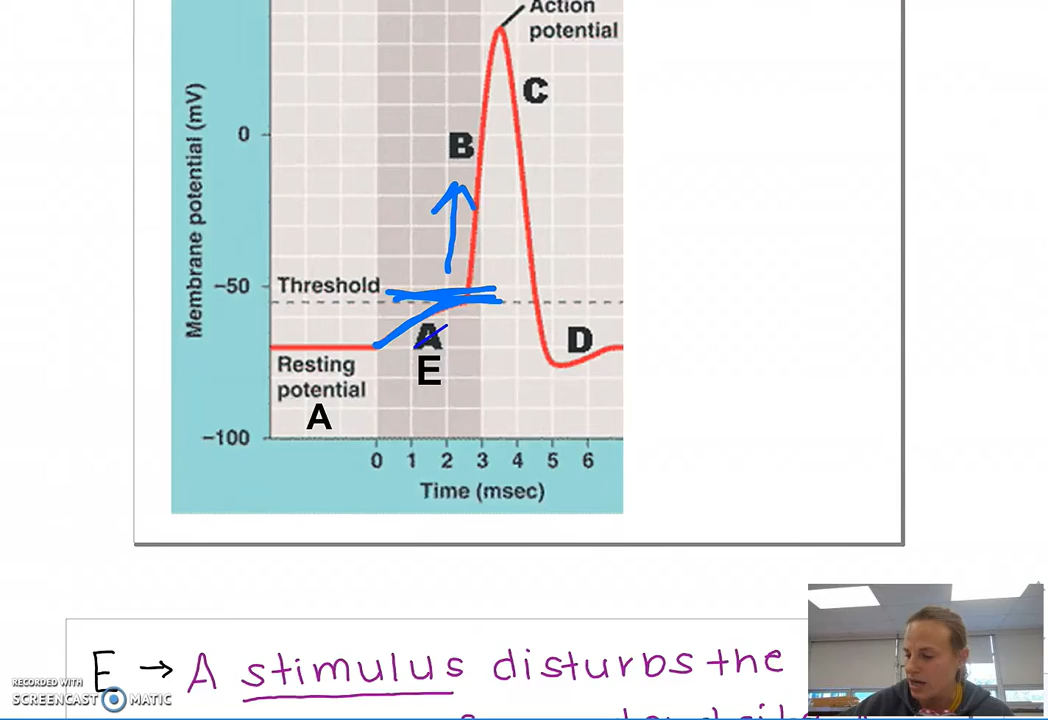 Action
potential
C
B
0
Membrane potential (mV)
-50
Threshold
A
E
D
Resting
potential
A
-100
0 1 2 3 4 5 6
Time (msec)
E → A stimulus disturbs the
RECORDED WITH
SCREENCAST MATIC